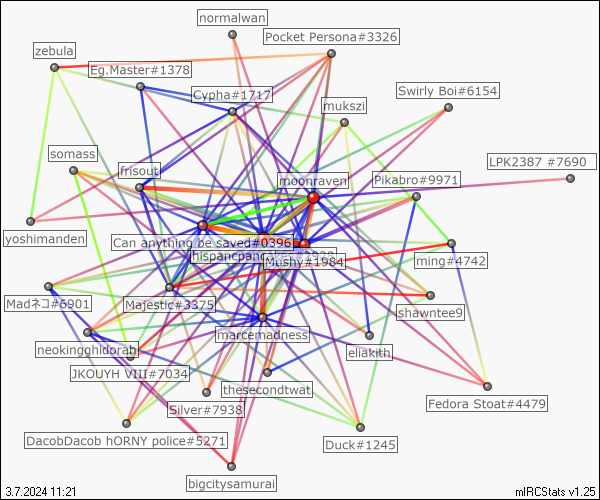 normalwan
Pocket Persona#3326
zebula
Eg.Master#1378
Cypha#1717
Swirly Boi#6154
mukszi
somass
LPK2387 #7690
frisout
moonraven
Pikabro#9971
yoshimanden
Can anything be saved#0396
Mushy#1984
ming#4742
Madネコ#6901
Majestic#3375
shawntee9
marcemadness
neokingghidorah
eliakith
JKOUYH VIII#7034
thesecondtwat
Silver#7938
Fedora Stoat#4479
DacobDacob hORNY police#5271
Duck#1245
bigcitysamurai
3.7.2024 11:21
mIRCStats v1.25